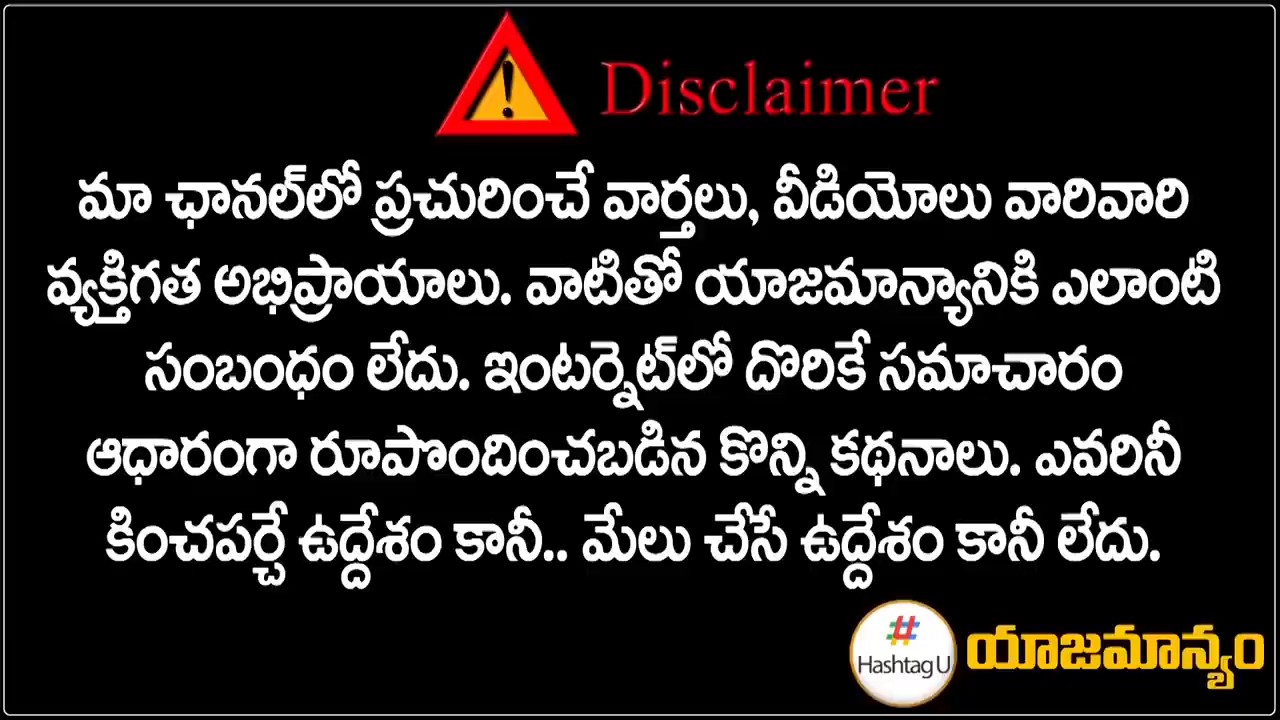 Disclaimer
మా ఛానల్‌లో ప్రచురించే వార్తలు, వీడియోలు వారివారి
వ్యక్తిగత అభిప్రాయాలు. వాటితో యాజమాన్యానికి ఎలాంటి
సంబంధం లేదు. ఇంటర్నెట్‌లో దొరికే సమాచారం
ఆధారంగా రూపొందించబడిన కొన్ని కథనాలు. ఎవరినీ
కించపర్చే ఉద్దేశం కానీ.. మేలు చేసే ఉద్దేశం కానీ లేదు.
# Hashtag U యాజమాన్యం